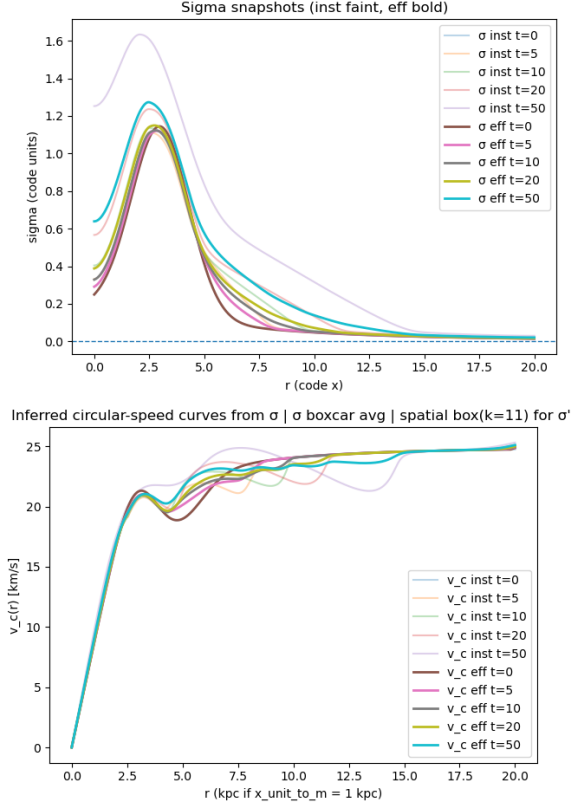 Sigma snapshots (inst faint, eff bold)
1.6
1.4
1.2
1.0
0.8
0.6
0.4
0.2
0.0
sigma (code units)
σ inst t=0
σ inst t=5
σ inst t=10
σ inst t=20
σ inst t=50
σ eff t=0
σ eff t=5
σ eff t=10
σ eff t=20
σ eff t=50
0.0 2.5 5.0 7.5 10.0 12.5 15.0 17.5 20.0
r (code x)
Inferred circular-speed curves from σ | σ boxcar avg | spatial box(k=11) for σ'
25
20
15
10
5
0
v_c(r) [km/s]
v_c inst t=0
v_c inst t=5
v_c inst t=10
v_c inst t=20
v_c inst t=50
v_c eff t=0
v_c eff t=5
v_c eff t=10
v_c eff t=20
v_c eff t=50
0.0 2.5 5.0 7.5 10.0 12.5 15.0 17.5 20.0
r (kpc if x_unit_to_m = 1 kpc)